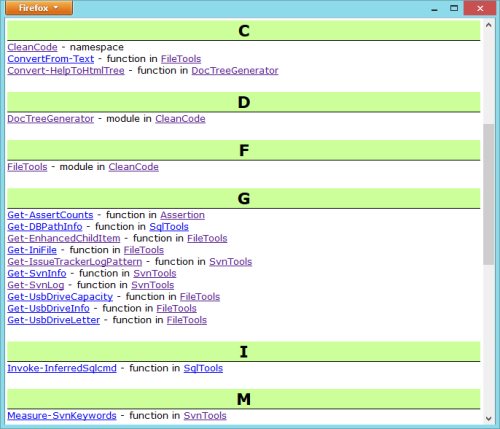 Firefox
C
CleanCode - namespace
ConvertFrom-Text - function in FileTools
Convert-HelpToHtmlTree - function in DocTreeGenerator
D
DocTreeGenerator - module in CleanCode
F
FileTools - module in CleanCode
G
Get-AssertCounts - function in Assertion
Get-DBPathInfo - function in SqlTools
Get-EnhancedChildItem - function in FileTools
Get-IniFile - function in FileTools
Get-IssueTrackerLogPattern - function in SvnTools
Get-SvnInfo - function in SvnTools
Get-SvnLog - function in SvnTools
Get-UsbDriveCapacity - function in FileTools
Get-UsbDriveInfo - function in FileTools
Get-UsbDriveLetter - function in FileTools
I
Invoke-InferredSqlcmd - function in SqlTools
M
Measure-SvnKeywords - function in SvnTools